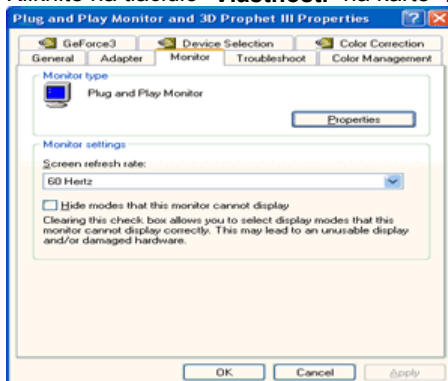 Plug and Play Monitor and 3D Prophet III Properties
GeForce3 Device Selection Color Correction
General Adapter Monitor Troubleshoot Color Management
Monitor type
Plug and Play Monitor
Properties
Monitor settings
Screen refresh rate:
60 Hertz
Hide modes that this monitor cannot display
Clearing this check box allows you to select display modes that this
monitor cannot display correctly. This may lead to an unusable display
and/or damaged hardware.
OK Cancel Apply